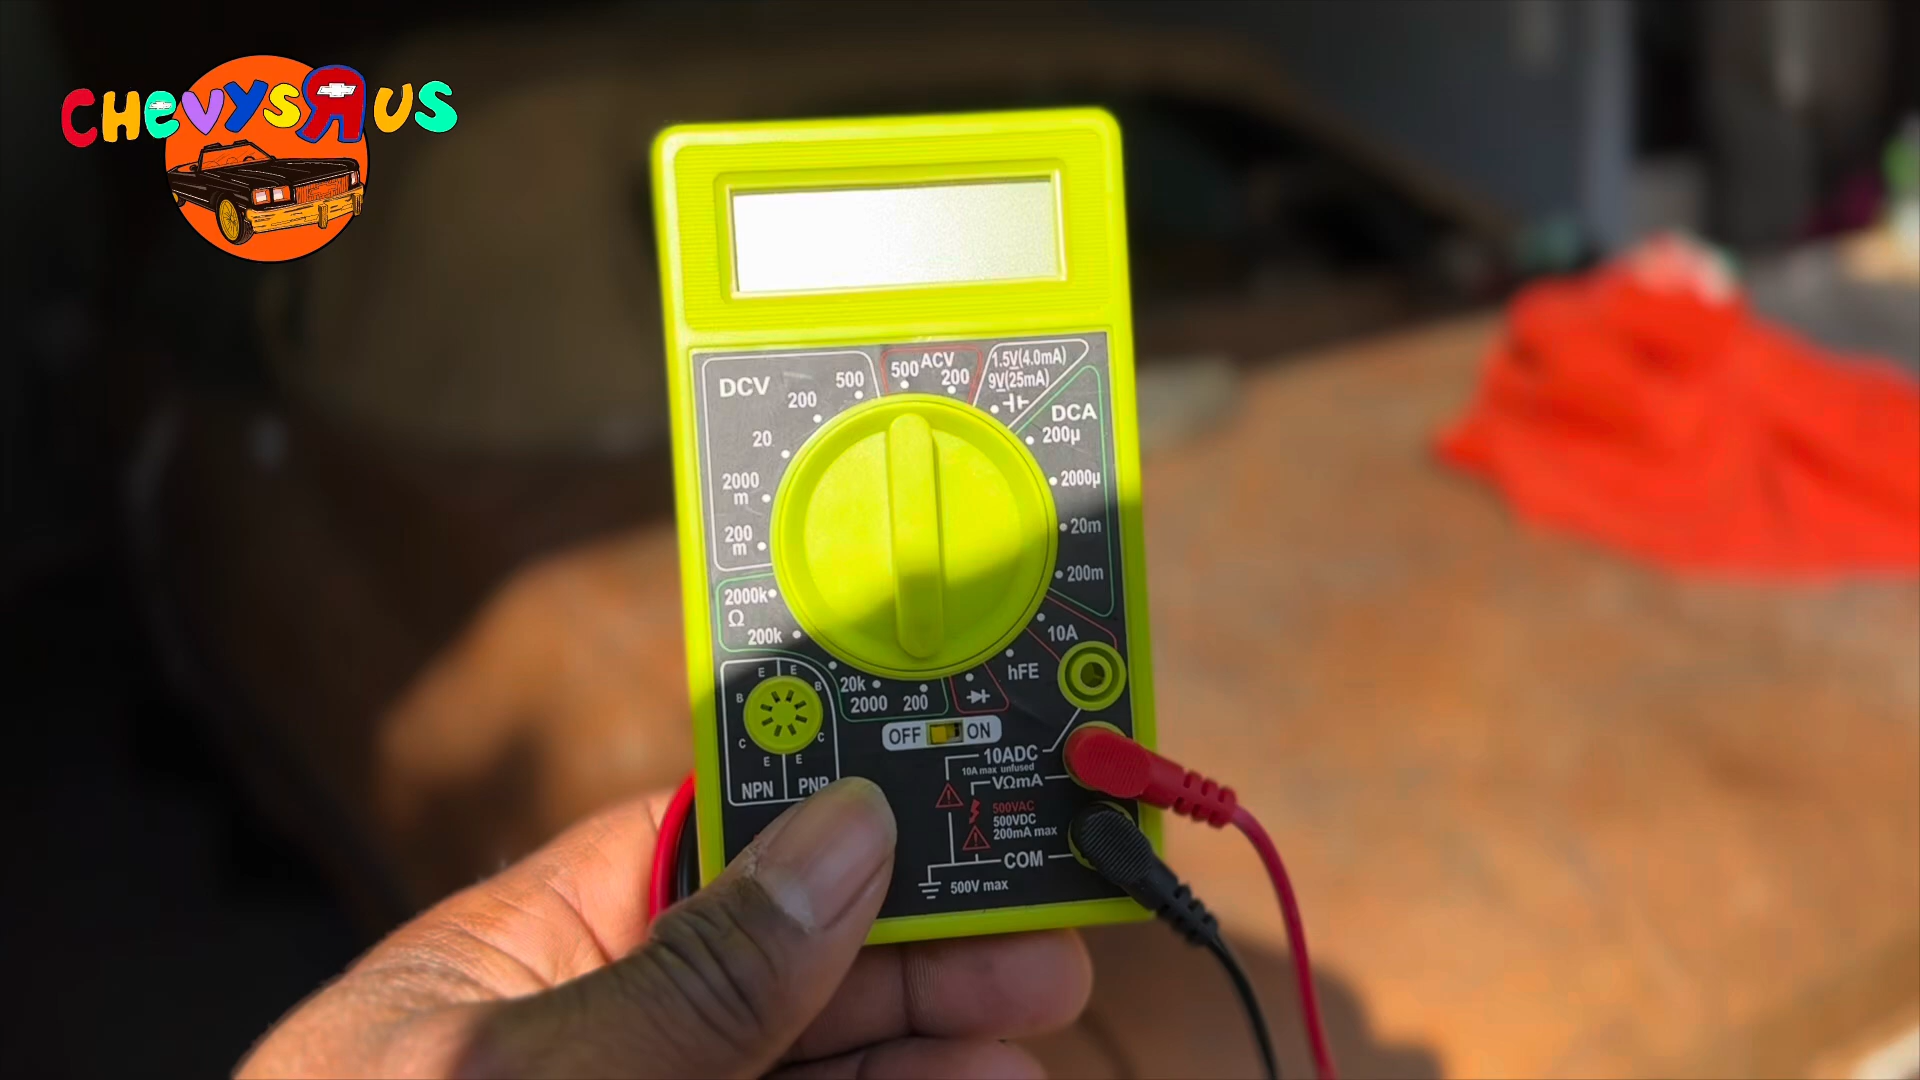 CHEVYSRUS
DCV
500
200
20
2000
m
200
m
500 ACV
200
1.5V(4.0mA)
9V(25mA)
DCA
200µ
2000µ
20m
200m
10A
hFE
2000k
Ω
200k
20k
2000
200
E E
B B
C C
E E
NPN PNP
OFF ON
10ADC
10A max unfused
VΩmA
500VAC
500VDC
200mA max
COM
500V max